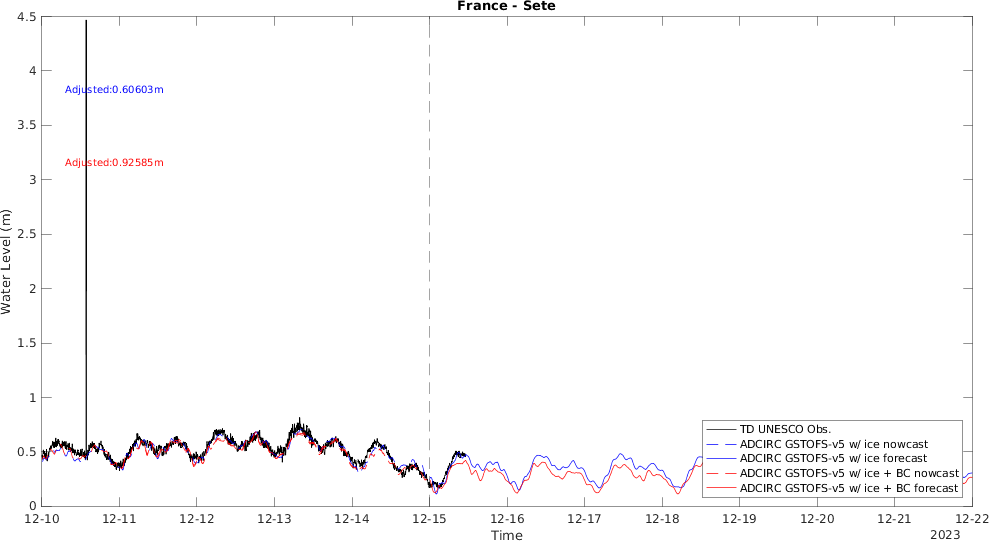 France - Sete
4.5
4
3.5
3
2.5
2
1.5
1
0.5
0
Water Level (m)
Adjusted:0.60603m
Adjusted:0.92585m
TD UNESCO Obs.
ADCIRC GSTOFS-v5 w/ ice nowcast
ADCIRC GSTOFS-v5 w/ ice forecast
ADCIRC GSTOFS-v5 w/ ice + BC nowcast
ADCIRC GSTOFS-v5 w/ ice + BC forecast
12-10 12-11 12-12 12-13 12-14 12-15 12-16 12-17 12-18 12-19 12-20 12-21 12-22
Time
2023